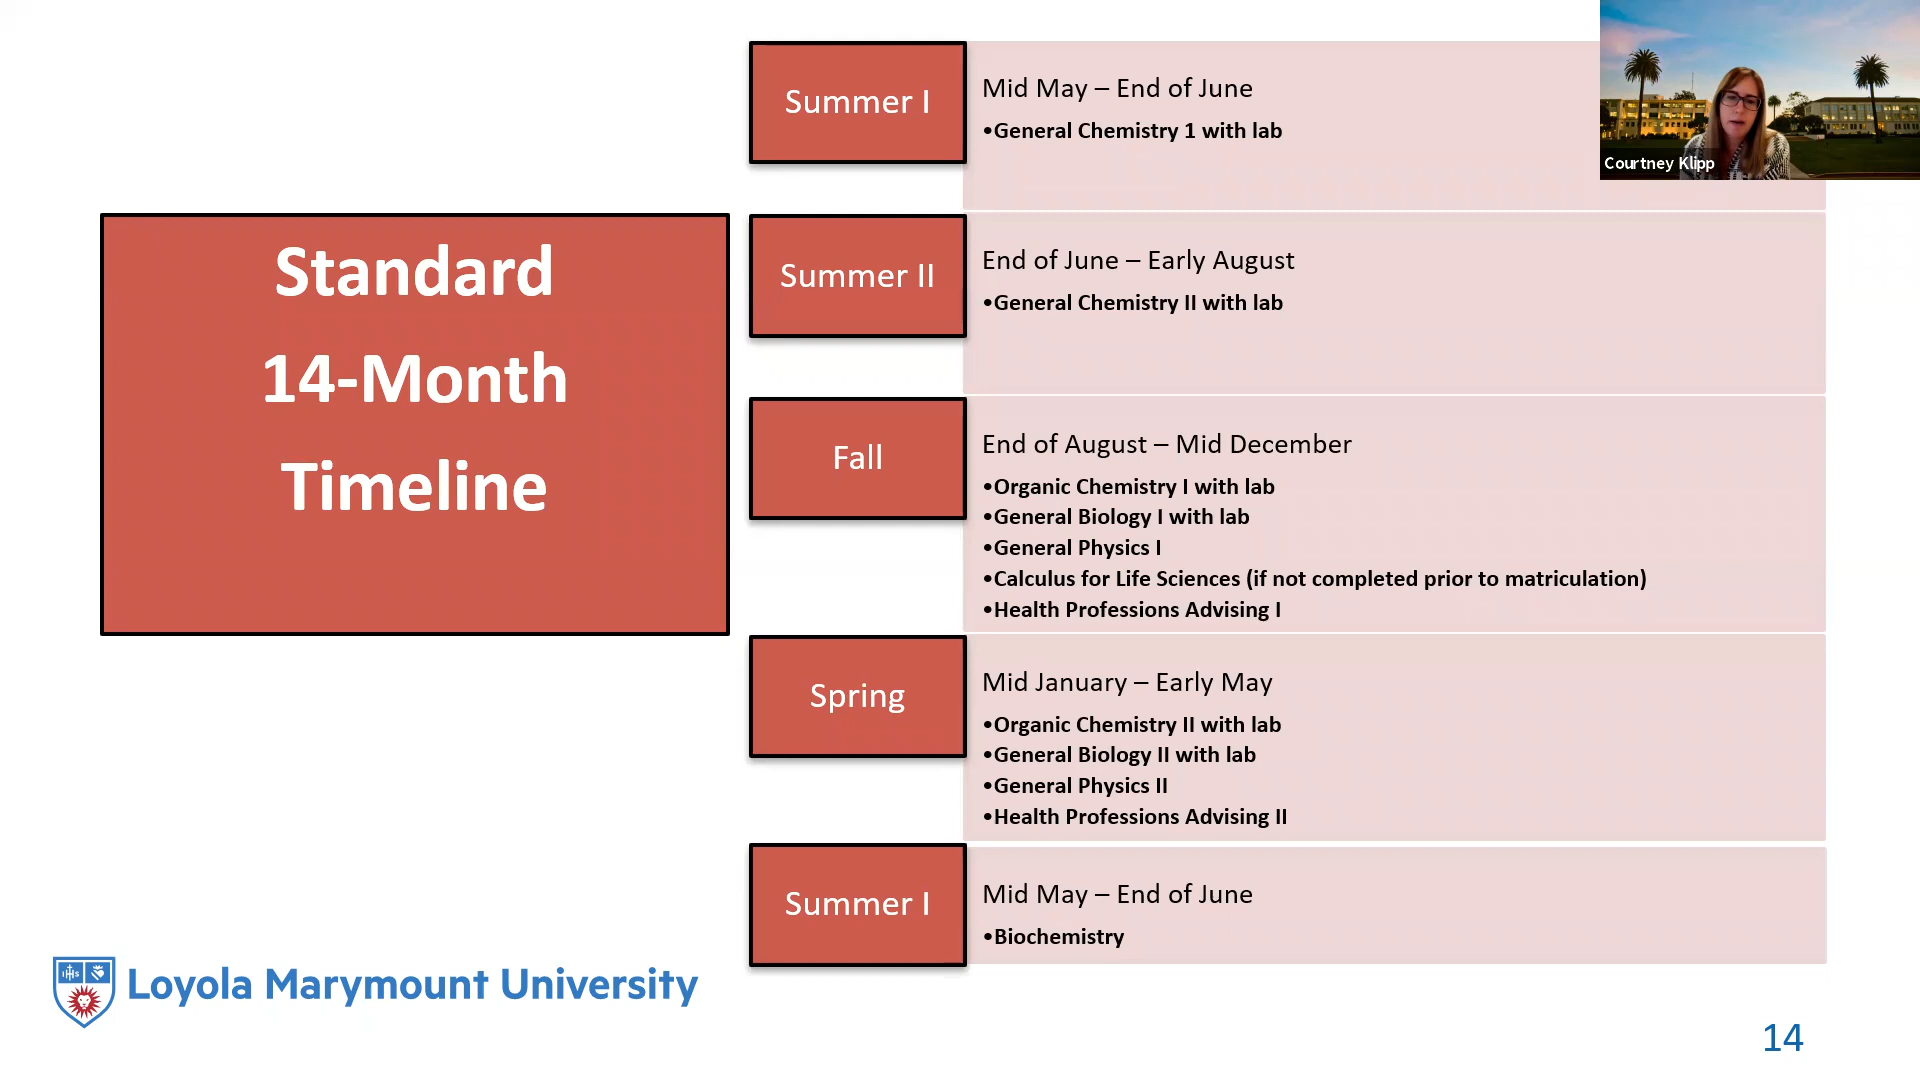 Standard
14-Month
Timeline
Summer I
Mid May – End of June
•General Chemistry 1 with lab
Summer II
End of June – Early August
•General Chemistry II with lab
Fall
End of August – Mid December
•Organic Chemistry I with lab
•General Biology I with lab
•General Physics I
•Calculus for Life Sciences (if not completed prior to matriculation)
•Health Professions Advising I
Spring
Mid January – Early May
•Organic Chemistry II with lab
•General Biology II with lab
•General Physics II
•Health Professions Advising II
Summer I
Mid May – End of June
•Biochemistry
Courtney Klipp
IHS
Loyola Marymount University
14